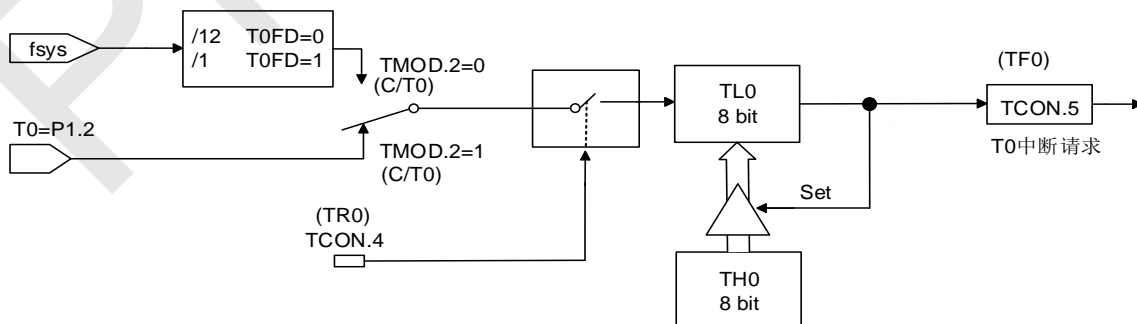 fsys
/12 T0FD=0
/1 T0FD=1
TMOD.2=0
(C/T0)
T0=P1.2
TMOD.2=1
(C/T0)
(TR0)
TCON.4
TL0
8 bit
Set
TH0
8 bit
(TF0)
TCON.5
T0中断请求